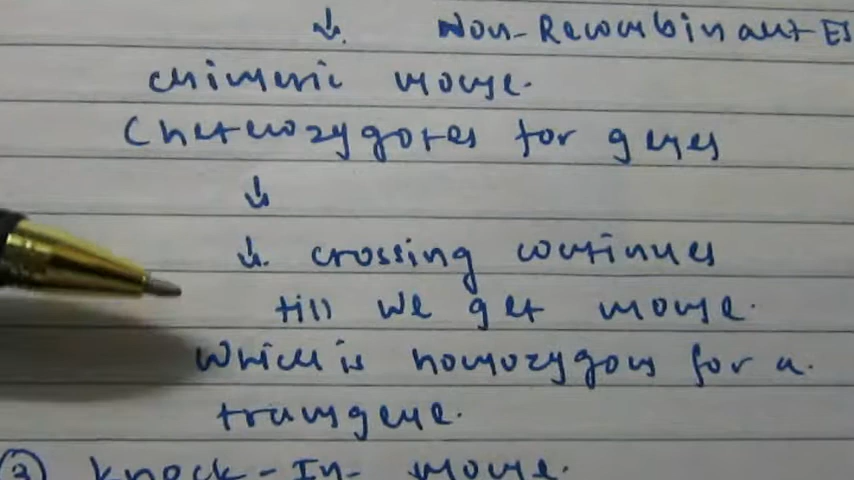 ↓ Non-Recombinant ES
chimeric mouse.
(heterozygotes for genes
↓
↓ crossing continues
till we get mouse.
which is homozygous for a
transgene.
③ Knock-In- mouse.